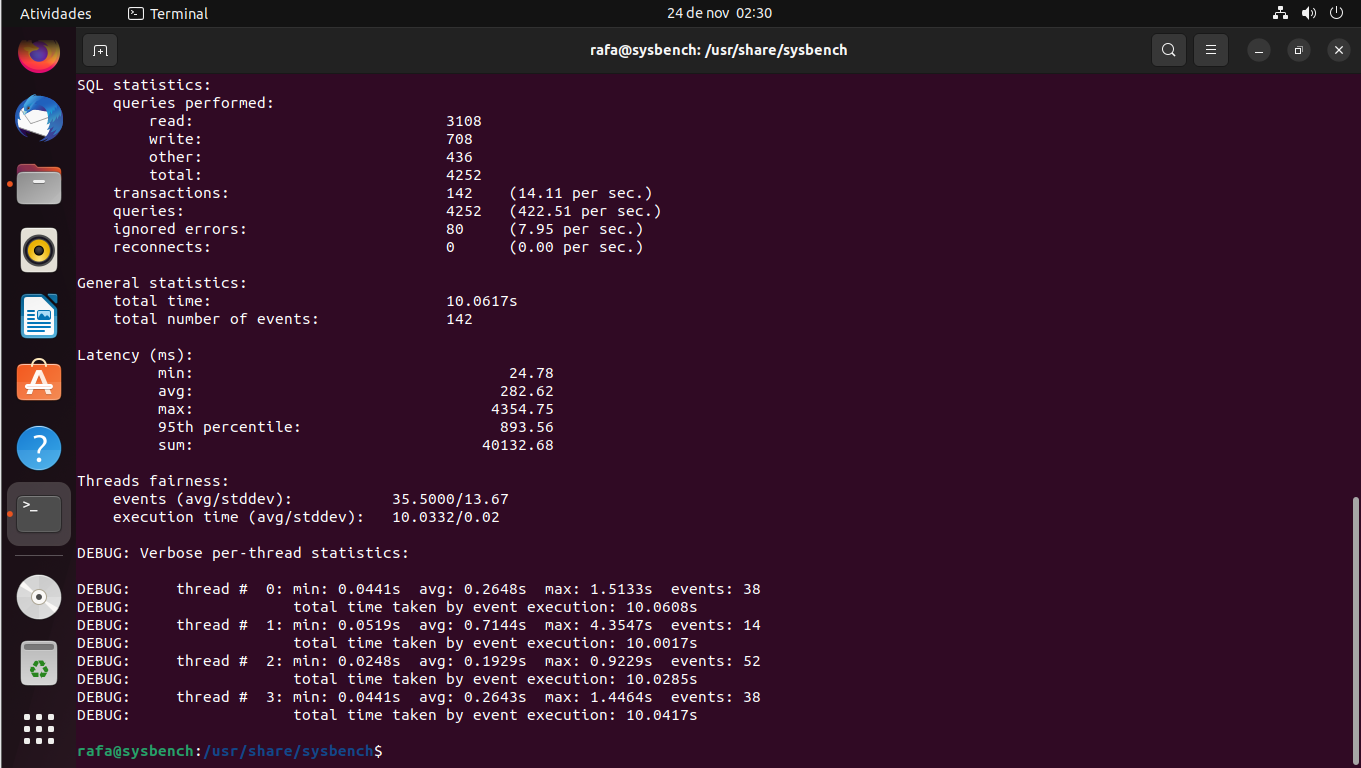 Atividades
Terminal
24 de nov 02:30
rafa@sysbench: /usr/share/sysbench
SQL statistics:
queries performed:
read: 3108
write: 708
other: 436
total: 4252
transactions: 142 (14.11 per sec.)
queries: 4252 (422.51 per sec.)
ignored errors: 80 (7.95 per sec.)
reconnects: 0 (0.00 per sec.)
General statistics:
total time: 10.0617s
total number of events: 142
Latency (ms):
min: 24.78
avg: 282.62
max: 4354.75
95th percentile: 893.56
sum: 40132.68
Threads fairness:
events (avg/stddev): 35.5000/13.67
execution time (avg/stddev): 10.0332/0.02
DEBUG: Verbose per-thread statistics:
DEBUG: thread # 0: min: 0.0441s avg: 0.2648s max: 1.5133s events: 38
DEBUG: total time taken by event execution: 10.0608s
DEBUG: thread # 1: min: 0.0519s avg: 0.7144s max: 4.3547s events: 14
DEBUG: total time taken by event execution: 10.0017s
DEBUG: thread # 2: min: 0.0248s avg: 0.1929s max: 0.9229s events: 52
DEBUG: total time taken by event execution: 10.0285s
DEBUG: thread # 3: min: 0.0441s avg: 0.2643s max: 1.4464s events: 38
DEBUG: total time taken by event execution: 10.0417s
rafa@sysbench:/usr/share/sysbench$